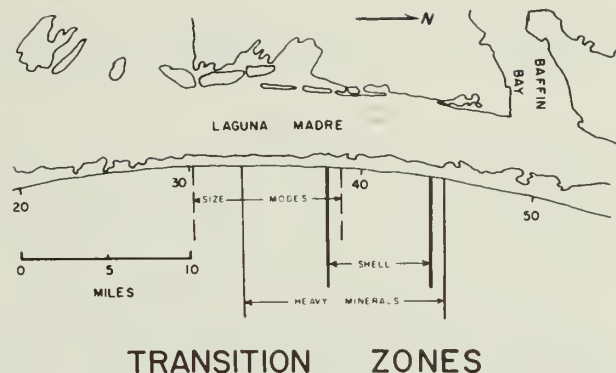 N
BAFFIN
BAY
LAGUNA MADRE
20 30 40 50
SIZE MODES
0 5 10
MILES
SHELL
HEAVY MINERALS
TRANSITION ZONES